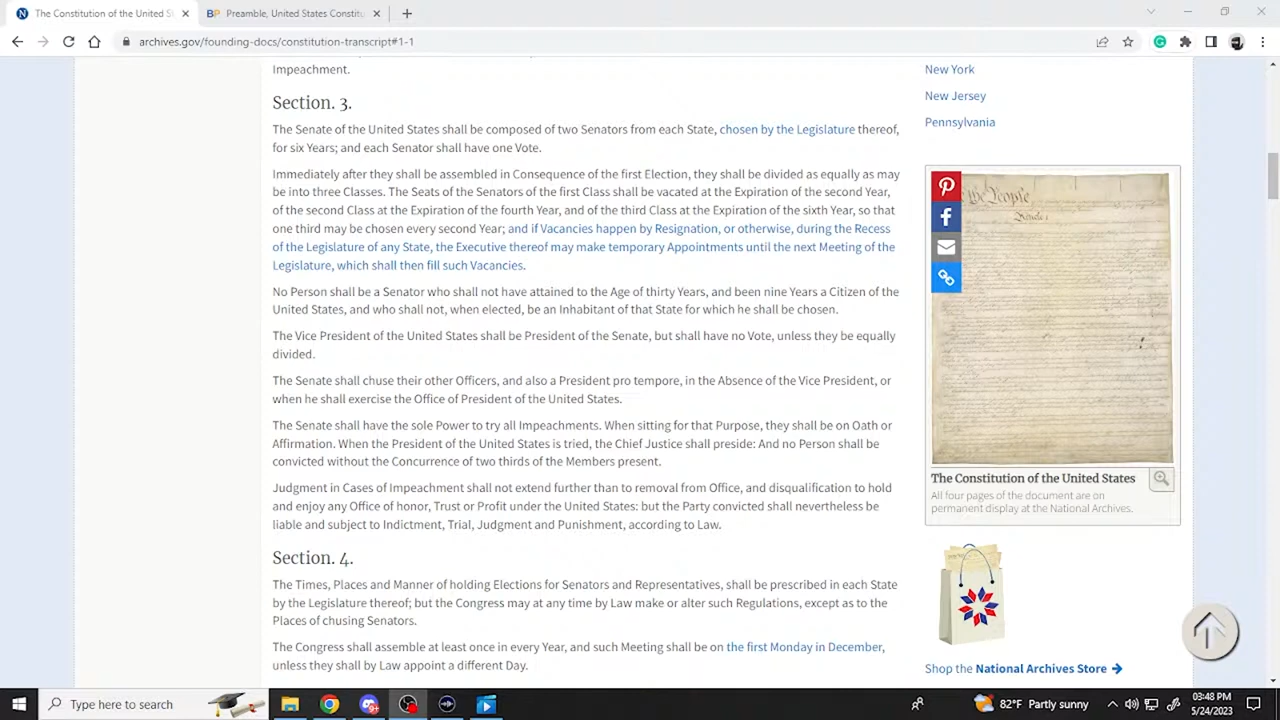 The Constitution of the United S
Preamble, United States Constitu
archives.gov/founding-docs/constitution-transcript#1-1
Impeachment.
Section. 3.
The Senate of the United States shall be composed of two Senators from each State, chosen by the Legislature thereof,
for six Years; and each Senator shall have one Vote.
Immediately after they shall be assembled in Consequence of the first Election, they shall be divided as equally as may
be into three Classes. The Seats of the Senators of the first Class shall be vacated at the Expiration of the second Year,
of the second Class at the Expiration of the fourth Year, and of the third Class at the Expiration of the sixth Year, so that
one third may be chosen every second Year; and if Vacancies happen by Resignation, or otherwise, during the Recess
of the Legislature of any State, the Executive thereof may make temporary Appointments until the next Meeting of the
Legislature, which shall then fill such Vacancies.
No Person shall be a Senator who shall not have attained to the Age of thirty Years, and been nine Years a Citizen of the
United States, and who shall not, when elected, be an Inhabitant of that State for which he shall be chosen.
The Vice President of the United States shall be President of the Senate, but shall have no Vote, unless they be equally
divided.
The Senate shall chuse their other Officers, and also a President pro tempore, in the Absence of the Vice President, or
when he shall exercise the Office of President of the United States.
The Senate shall have the sole Power to try all Impeachments. When sitting for that Purpose, they shall be on Oath or
Affirmation. When the President of the United States is tried, the Chief Justice shall preside: And no Person shall be
convicted without the Concurrence of two thirds of the Members present.
Judgment in Cases of Impeachment shall not extend further than to removal from Office, and disqualification to hold
and enjoy any Office of honor, Trust or Profit under the United States: but the Party convicted shall nevertheless be
liable and subject to Indictment, Trial, Judgment and Punishment, according to Law.
Section. 4.
The Times, Places and Manner of holding Elections for Senators and Representatives, shall be prescribed in each State
by the Legislature thereof; but the Congress may at any time by Law make or alter such Regulations, except as to the
Places of chusing Senators.
The Congress shall assemble at least once in every Year, and such Meeting shall be on the first Monday in December,
unless they shall by Law appoint a different Day.
New York
New Jersey
Pennsylvania
We the People
The Constitution of the United States
All four pages of the document are on
permanent display at the National Archives.
Shop the National Archives Store
Type here to search
82°F Partly sunny
03:48 PM
5/24/2023